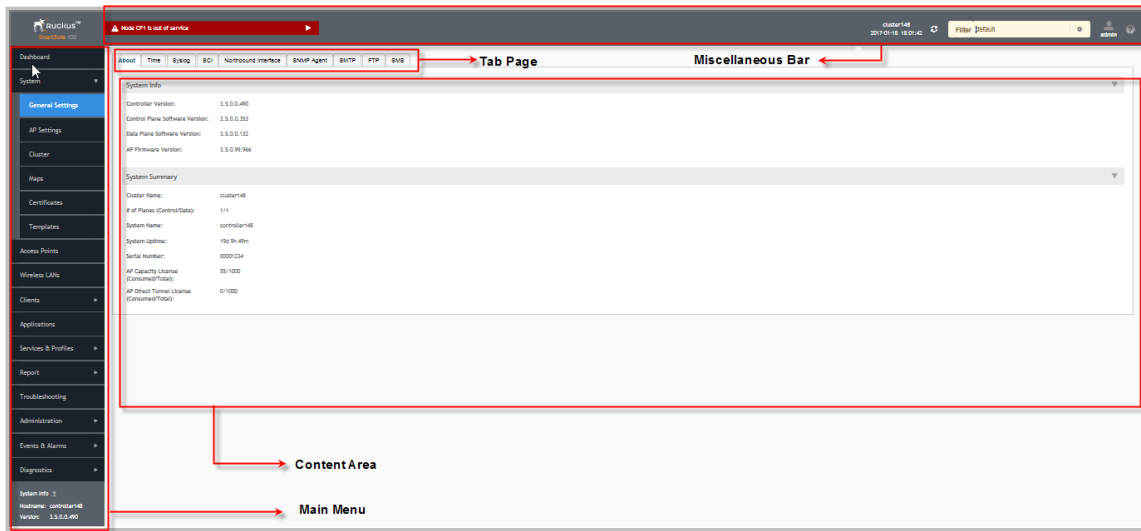 Ruckus™
SmartZone 100
Node CP1 is out of service
cluster148
2017-01-18 18:01:42
Filter default
admin
Dashboard
System
General Settings
AP Settings
Cluster
Maps
Certificates
Templates
Access Points
Wireless LANs
Clients
Applications
Services & Profiles
Report
Troubleshooting
Administration
Events & Alarms
Diagnostics
System Info
Hostname: controller148
Version: 3.5.0.0.490
About Time Syslog SCI Northbound Interface SNMP Agent SMTP FTP SMS
Tab Page
Miscellaneous Bar
System Info
Controller Version: 3.5.0.0.490
Control Plane Software Version: 3.5.0.0.353
Data Plane Software Version: 3.5.0.0.132
AP Firmware Version: 3.5.0.99.966
System Summary
Cluster Name: cluster148
# of Planes (Control/Data): 1/1
System Name: controller148
System Uptime: 19d 9h 49m
Serial Number: 00001234
AP Capacity License
(Consumed/Total): 55/1000
AP Direct Tunnel License
(Consumed/Total): 0/1000
Content Area
Main Menu